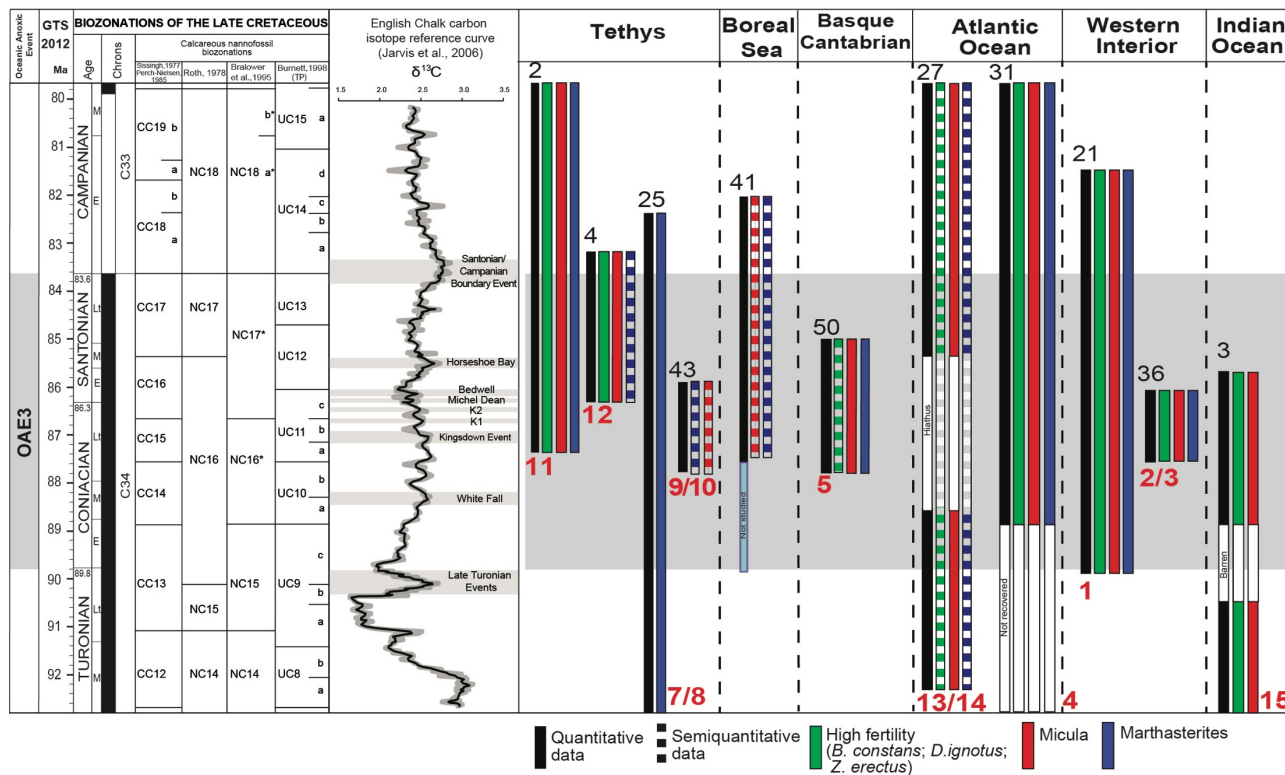 Oceanic Anoxic
Event
GTS
2012
Ma
Age
Chrons
BIOZONATIONS OF THE LATE CRETACEOUS
Calcareous nannofossil
biozonations
Sissingh,1977
Perch-Nielsen,
1985
Roth, 1978
Bralower
et al.,1995
Burnett,1998
(TP)
English Chalk carbon
isotope reference curve
(Jarvis et al., 2006)
δ13C
1.5 2.0 2.5 3.0 3.5
Tethys
Boreal
Sea
Basque
Cantabrian
Atlantic
Ocean
Western
Interior
Indian
Ocean
80
81
82
83
84
85
86
87
88
89
90
91
92
OAE3
CAMPANIAN
SANTONIAN
CONIACIAN
TURONIAN
83.6
86.3
89.8
M
E
Lt
M
E
Lt
M
E
Lt
M
C33
C34
CC19 b
a
b
CC18
a
CC17
CC16
CC15
CC14
CC13
CC12
NC18
NC17
NC16
NC15
NC14
b*
NC18 a*
NC17*
NC16*
NC15
NC14
UC15 a
d
UC14 c
b
a
UC13
UC12
c
UC11 b
a
b
UC10
a
c
UC9
b
a
b
UC8
a
Santonian/
Campanian
Boundary Event
Horseshoe Bay
Bedwell
Michel Dean
K2
K1
Kingsdown Event
White Fall
Late Turonian
Events
2
11
4
12
25
7/8
43
9/10
41
Not studied
50
5
27
Hiathus
13/14
31
Not recovered
4
21
1
36
2/3
3
Barren
15
Quantitative
data
Semiquantitative
data
High fertility
(B. constans; D.ignotus;
Z. erectus)
Micula
Marthasterites